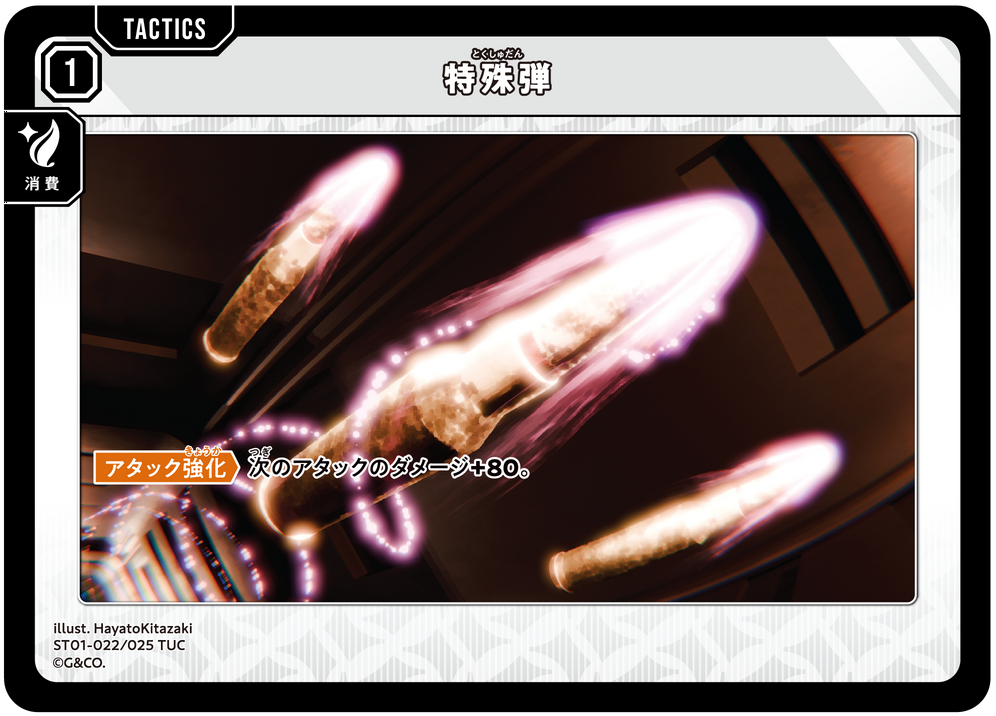 TACTICS
1
とくしゅだん
特殊弾
消費
きょうか
つぎ
アタック強化 次のアタックのダメージ+80。
illust. HayatoKitazaki
ST01-022/025 TUC
©G&CO.